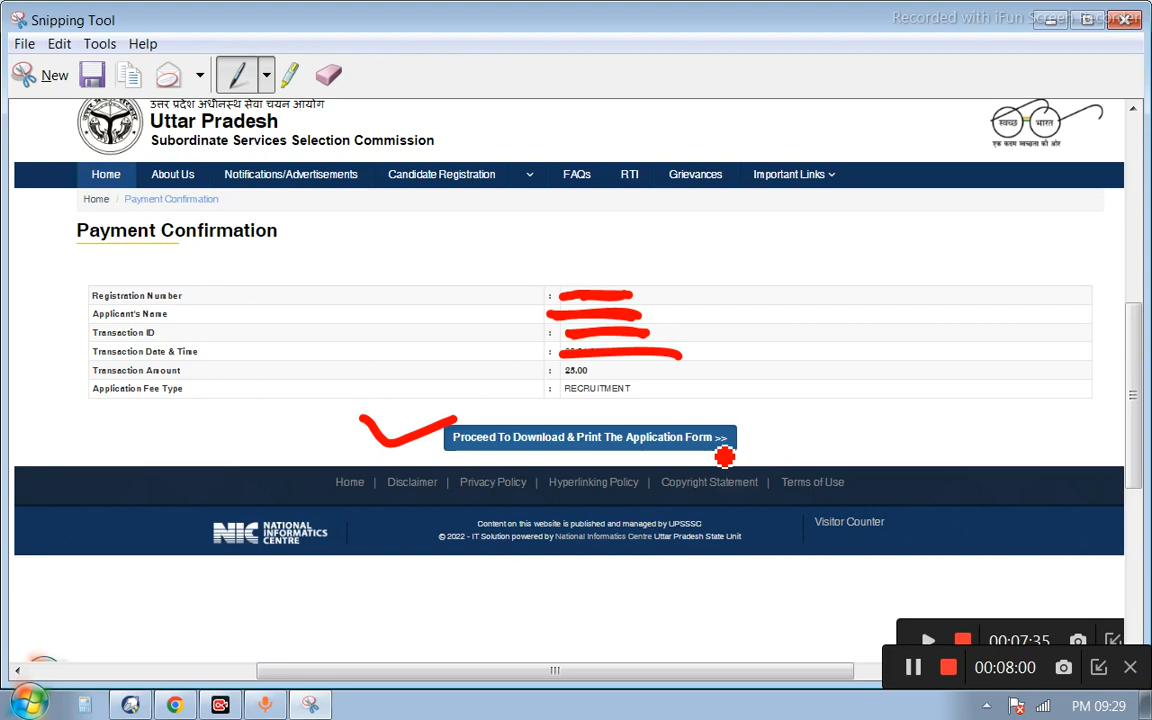 Snipping Tool
Recorded with iFun Screen Recorder
File Edit Tools Help
New
उत्तर प्रदेश अधीनस्थ सेवा चयन आयोग
Uttar Pradesh
Subordinate Services Selection Commission
स्वच्छ भारत
एक कदम स्वच्छता की ओर
Home About Us Notifications/Advertisements Candidate Registration FAQs RTI Grievances Important Links
Home / Payment Confirmation
Payment Confirmation
Registration Number :
Applicant's Name
Transaction ID :
Transaction Date & Time :
Transaction Amount : 25.00
Application Fee Type : RECRUITMENT
Proceed To Download & Print The Application Form >>
Home | Disclaimer | Privacy Policy | Hyperlinking Policy | Copyright Statement | Terms of Use
NIC NATIONAL INFORMATICS CENTRE
Content on this website is published and managed by UPSSSC
© 2022 - IT Solution powered by National Informatics Centre Uttar Pradesh State Unit
Visitor Counter
00:07:35
00:08:00
PM 09:29